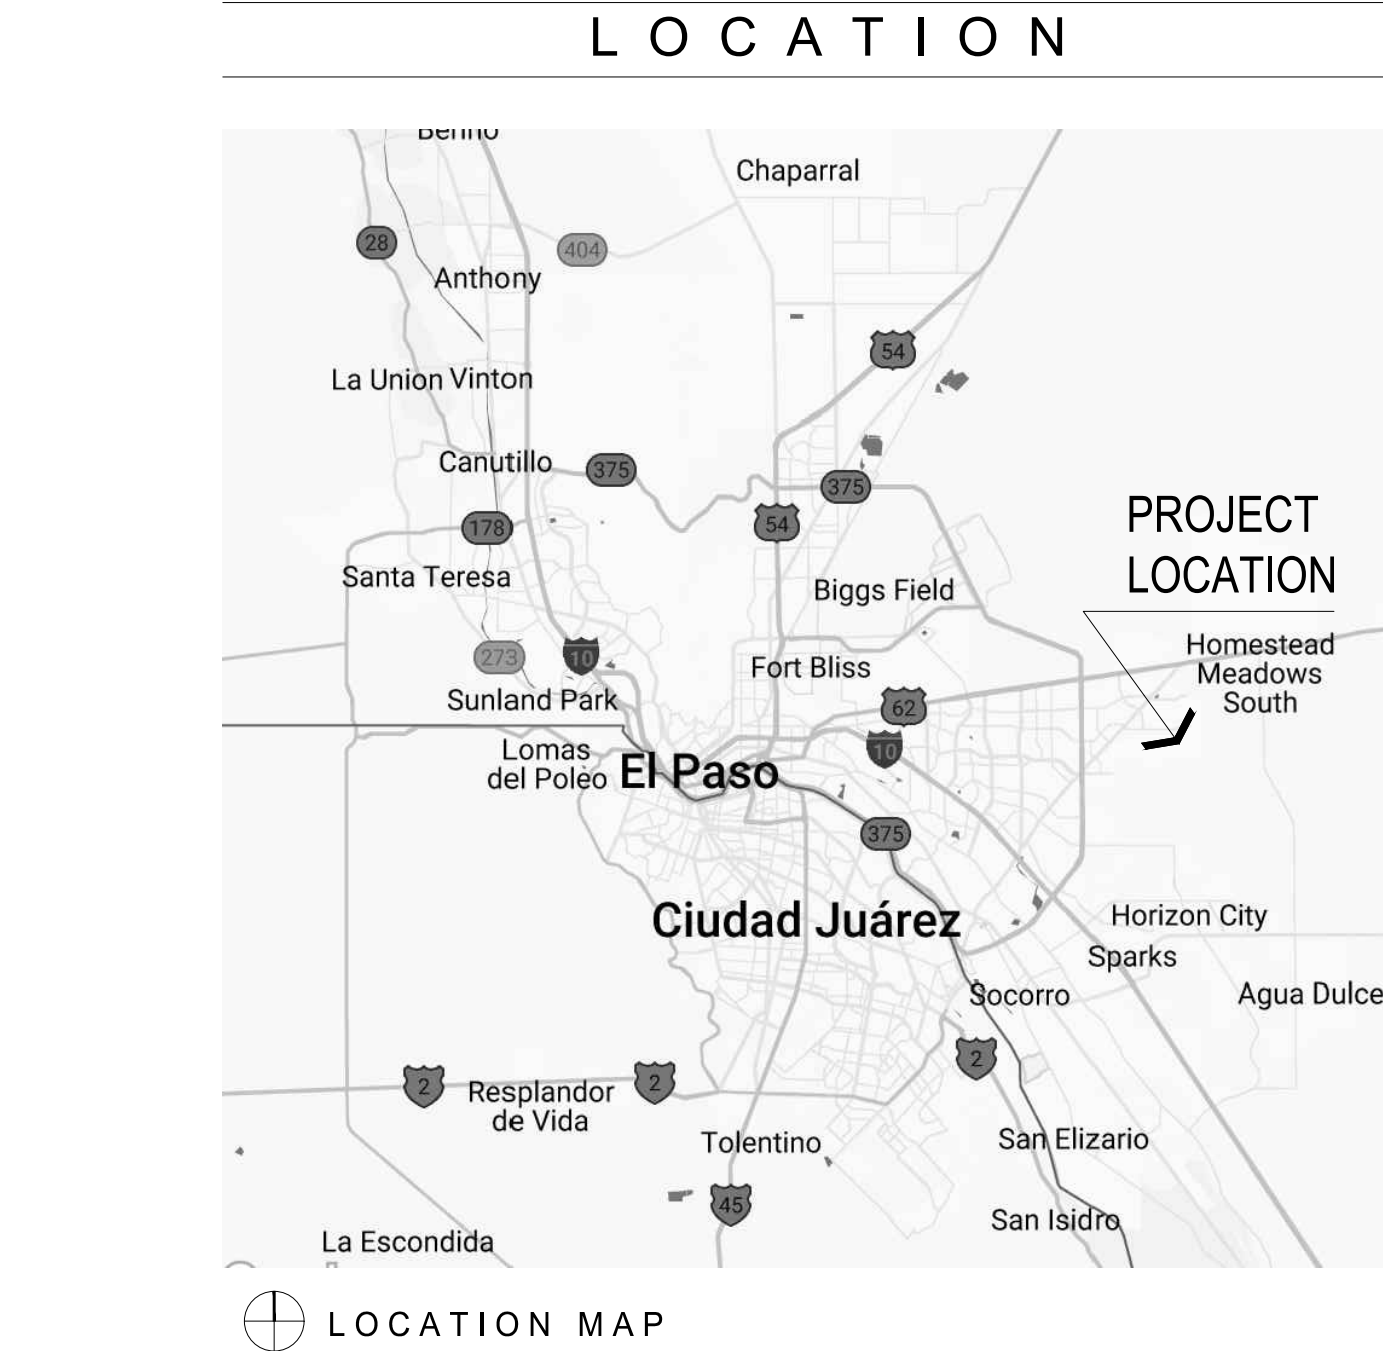 LOCATION
Berino
Chaparral
28
404
Anthony
54
La Union Vinton
Canutillo
375
375
PROJECT
LOCATION
54
178
Santa Teresa
Biggs Field
Homestead
Meadows
South
273
10
Fort Bliss
Sunland Park
62
10
Lomas
del Poleo
El Paso
375
Ciudad Juárez
Horizon City
Sparks
Socorro
Agua Dulce
2
2
2
Resplandor
de Vida
Tolentino
San Elizario
45
San Isidro
La Escondida
LOCATION MAP